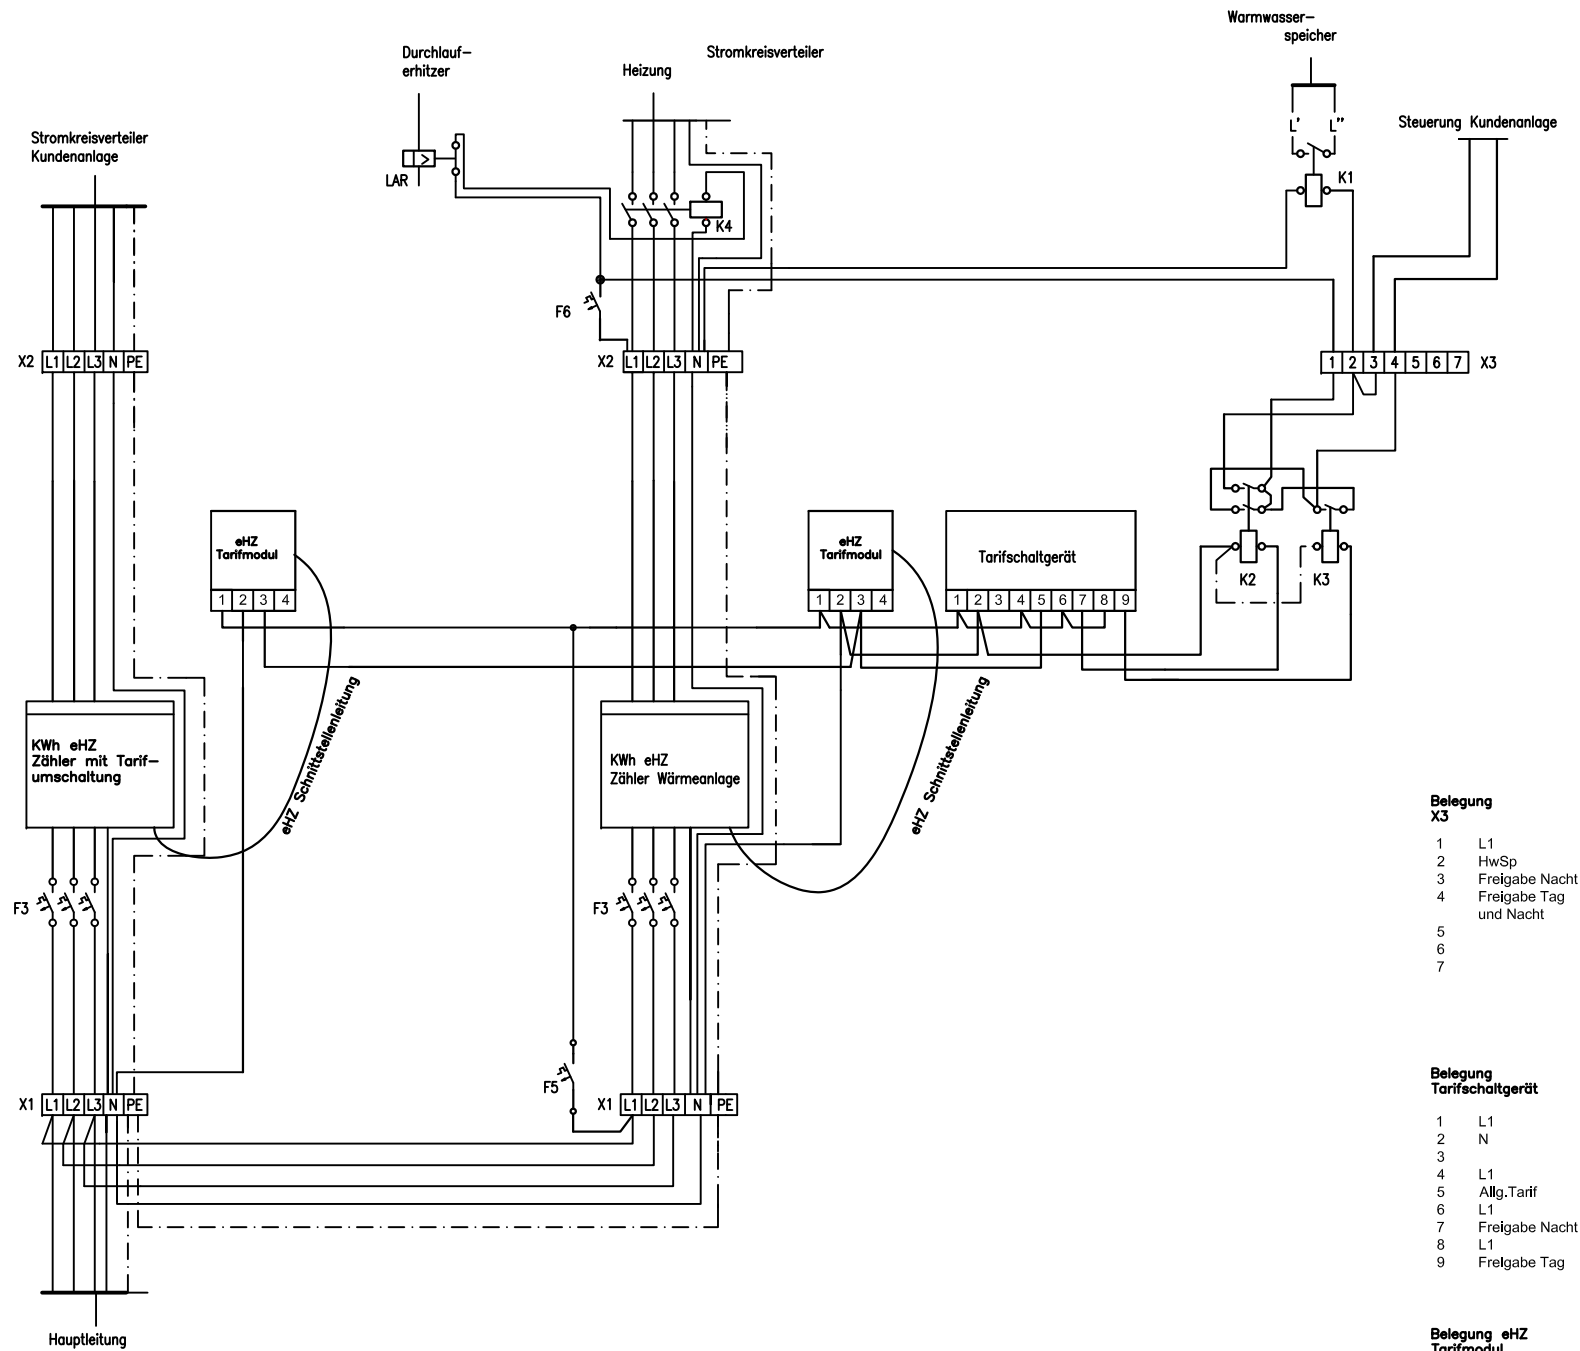 Warmwasser-
speicher
Durchlauf-
erhitzer
Stromkreisverteiler
Heizung
Stromkreisverteiler
Kundenanlage
L' L''
Steuerung Kundenanlage
LAR
K1
K4
F6
X2 L1 L2 L3 N PE
X2 L1 L2 L3 N PE
1 2 3 4 5 6 7 X3
eHZ
Tarifmodul
1 2 3 4
eHZ
Tarifmodul
1 2 3 4
Tarifschaltgerät
1 2 3 4 5 6 7 8 9
K2 K3
KWh eHZ
Zähler mit Tarif-
umschaltung
eHZ Schnittstellenleitung
KWh eHZ
Zähler Wärmeanlage
eHZ Schnittstellenleitung
F3
F3
F5
X1 L1 L2 L3 N PE
X1 L1 L2 L3 N PE
Hauptleitung
Belegung
X3
1 L1
2 HwSp
3 Freigabe Nacht
4 Freigabe Tag
und Nacht
5
6
7
Belegung
Tarifschaltgerät
1 L1
2 N
3
4 L1
5 Allg.Tarif
6 L1
7 Freigabe Nacht
8 L1
9 Freigabe Tag
Belegung eHZ
Tarifmodul